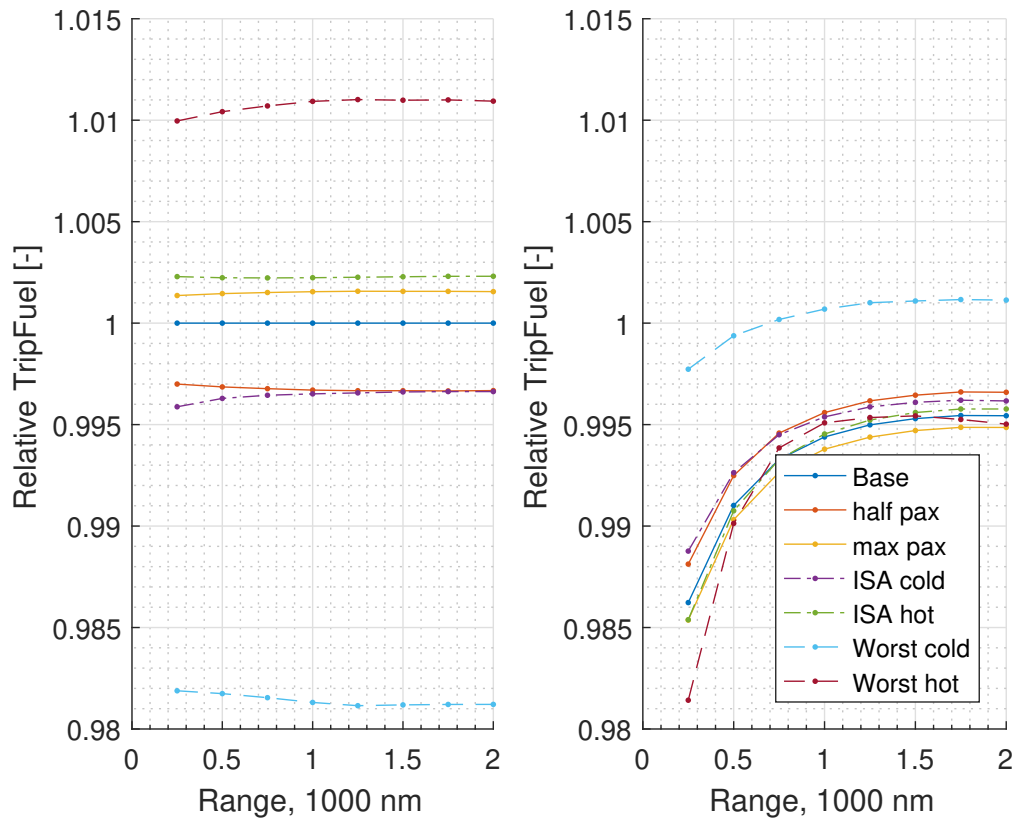 1.015
1.01
1.005
1
0.995
0.99
0.985
0.98
0
0.5
1
1.5
2
Relative TripFuel [-]
Range, 1000 nm
1.015
1.01
1.005
1
0.995
0.99
0.985
0.98
0
0.5
1
1.5
2
Relative TripFuel [-]
Range, 1000 nm
Base
half pax
max pax
ISA cold
ISA hot
Worst cold
Worst hot